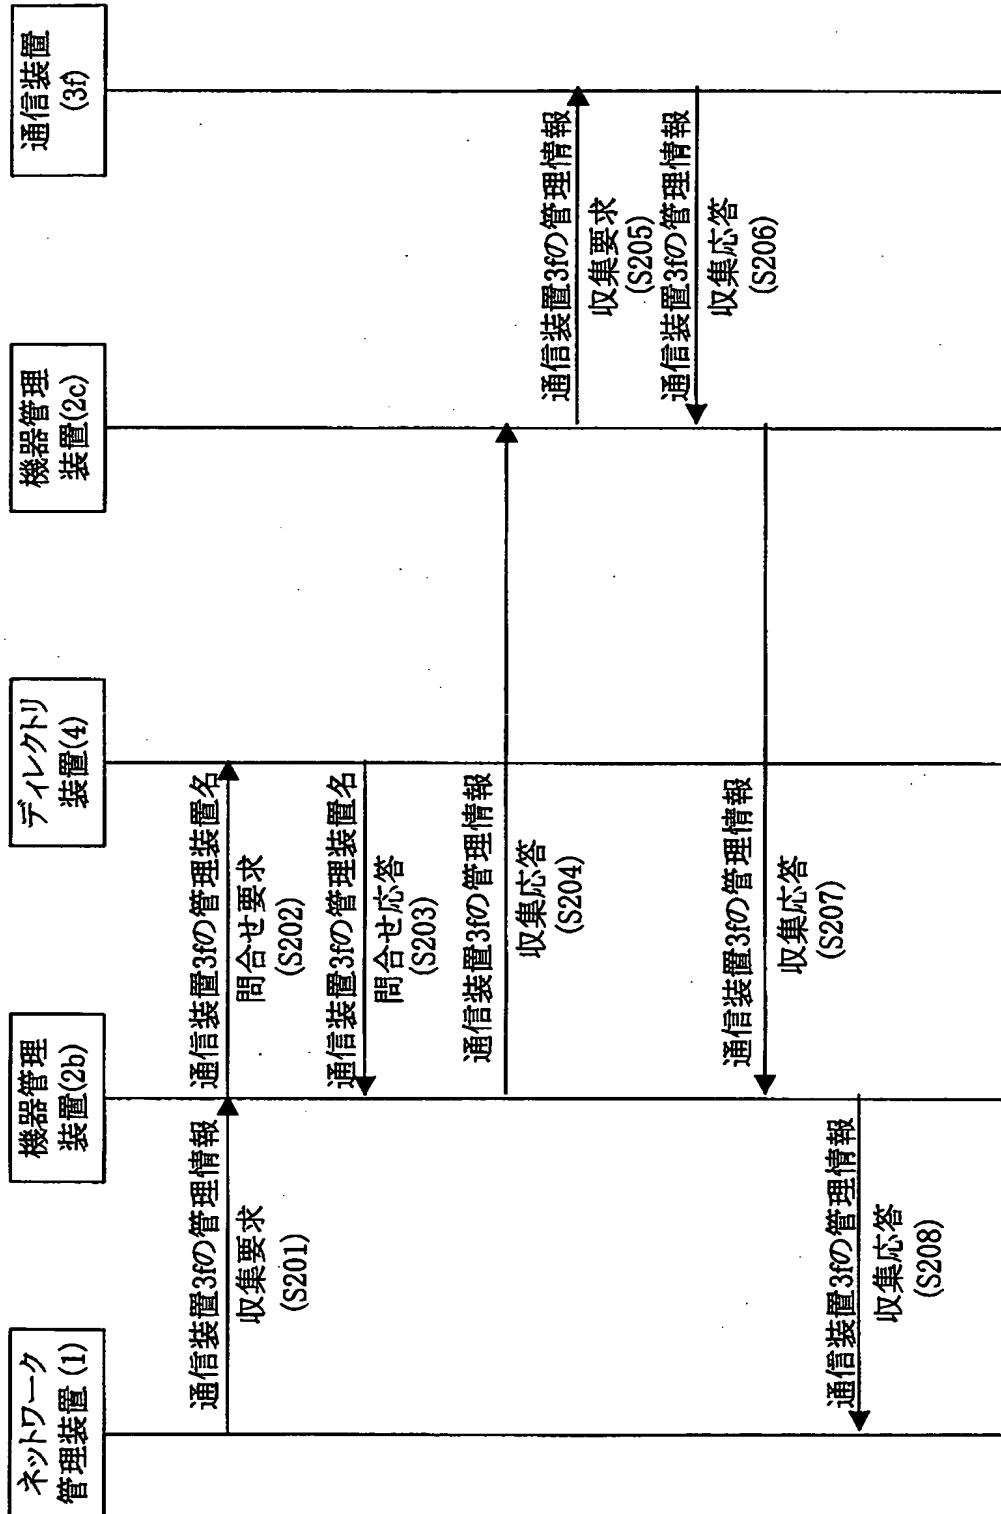 ネットワーク
管理装置(1)
機器管理
装置(2b)
ディレクトリ
装置(4)
機器管理
装置(2c)
通信装置
(3f)
通信装置3fの管理情報
収集要求
(S201)
通信装置3fの管理装置名
問合せ要求
(S202)
通信装置3fの管理装置名
問合せ応答
(S203)
通信装置3fの管理情報
収集応答
(S204)
通信装置3fの管理情報
収集要求
(S205)
通信装置3fの管理情報
収集応答
(S206)
通信装置3fの管理情報
収集応答
(S207)
通信装置3fの管理情報
収集応答
(S208)